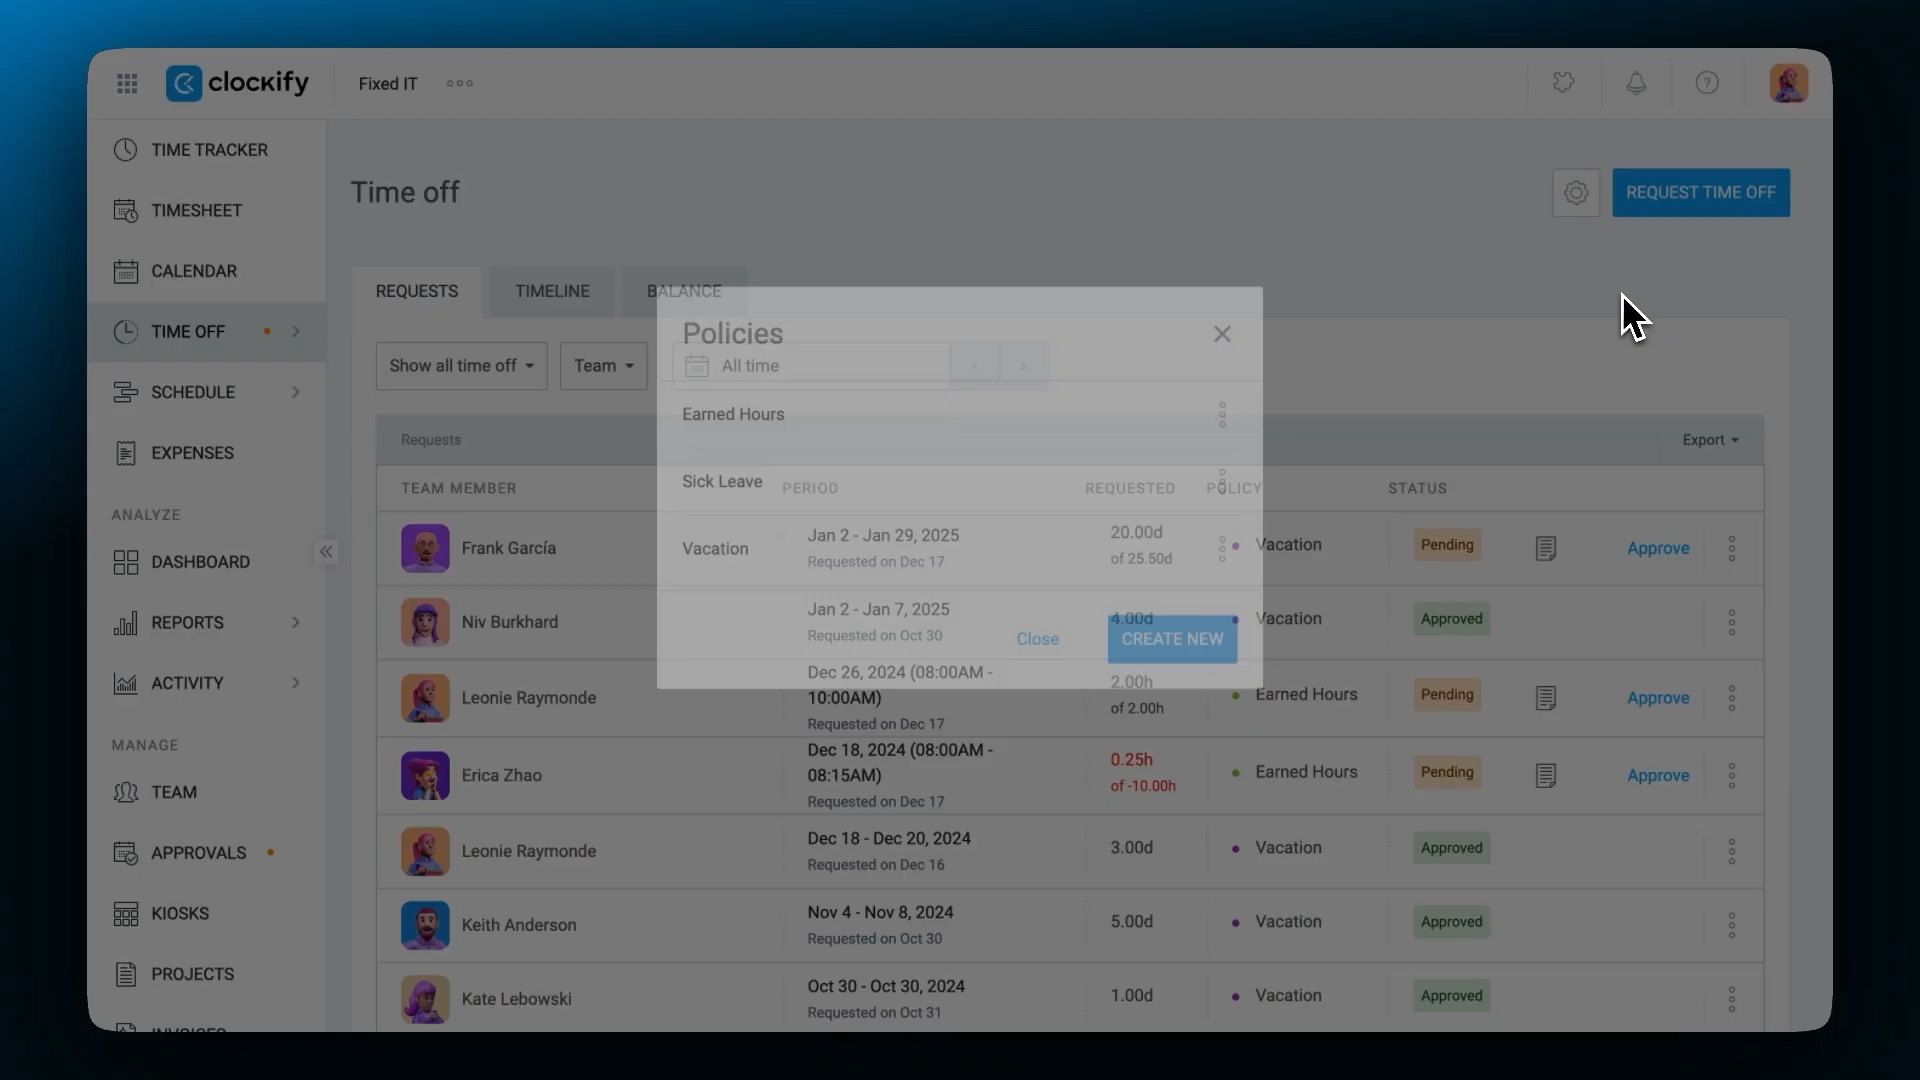 clockify
Fixed IT
TIME TRACKER
TIMESHEET
CALENDAR
TIME OFF
SCHEDULE
EXPENSES
ANALYZE
DASHBOARD
REPORTS
ACTIVITY
MANAGE
TEAM
APPROVALS
KIOSKS
PROJECTS
INVOICES
Time off
REQUEST TIME OFF
REQUESTS TIMELINE BALANCE
Show all time off Team All time
Policies
Earned Hours
Sick Leave
Vacation
Close CREATE NEW
Requests Export
TEAM MEMBER PERIOD REQUESTED POLICY STATUS
Frank García Jan 2 - Jan 29, 2025 20.00d Vacation Pending Approve
Requested on Dec 17 of 25.50d
Niv Burkhard Jan 2 - Jan 7, 2025 4.00d Vacation Approved
Requested on Oct 30
Leonie Raymonde Dec 26, 2024 (08:00AM - 2.00h Earned Hours Pending Approve
10:00AM) of 2.00h
Requested on Dec 17
Erica Zhao Dec 18, 2024 (08:00AM - 0.25h Earned Hours Pending Approve
08:15AM) of -10.00h
Requested on Dec 17
Leonie Raymonde Dec 18 - Dec 20, 2024 3.00d Vacation Approved
Requested on Dec 16
Keith Anderson Nov 4 - Nov 8, 2024 5.00d Vacation Approved
Requested on Oct 30
Kate Lebowski Oct 30 - Oct 30, 2024 1.00d Vacation Approved
Requested on Oct 31